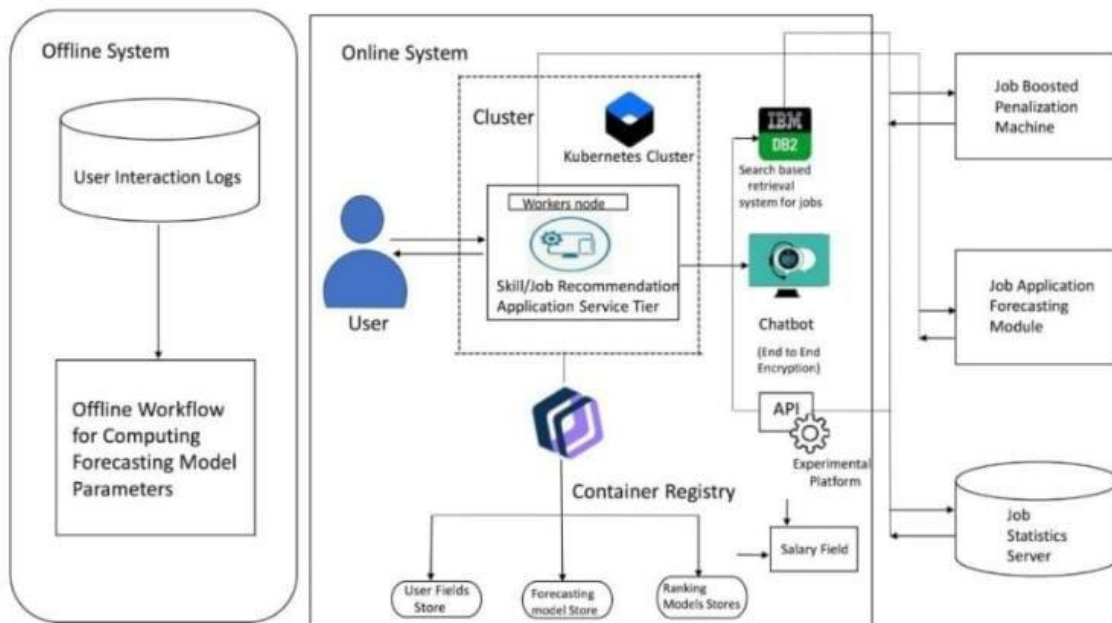 Offline System
User Interaction Logs
Offline Workflow
for Computing
Forecasting Model
Parameters
Online System
Cluster
Kubernetes Cluster
Workers node
Skill/Job Recommendation
Application Service Tier
User
IBM
DB2
Search based
retrieval
system for jobs
Chatbot
(End to End
Encryption)
API
Experimental
Platform
Salary Field
Container Registry
User Fields
Store
Forecasting
model Store
Ranking
Models Stores
Job Boosted
Penalization
Machine
Job Application
Forecasting
Module
Job
Statistics
Server